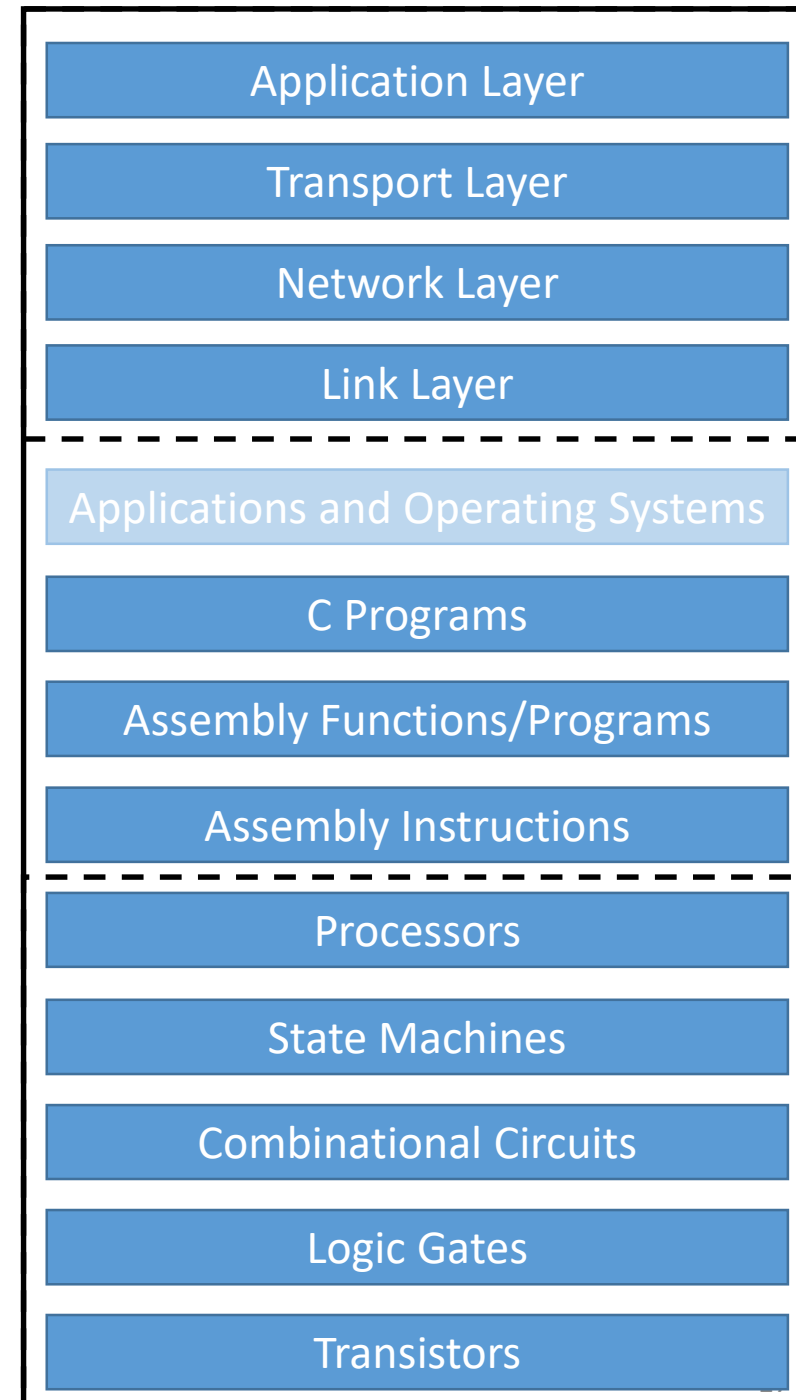 Application Layer
Transport Layer
Network Layer
Link Layer
Applications and Operating Systems
C Programs
Assembly Functions/Programs
Assembly Instructions
Processors
State Machines
Combinational Circuits
Logic Gates
Transistors